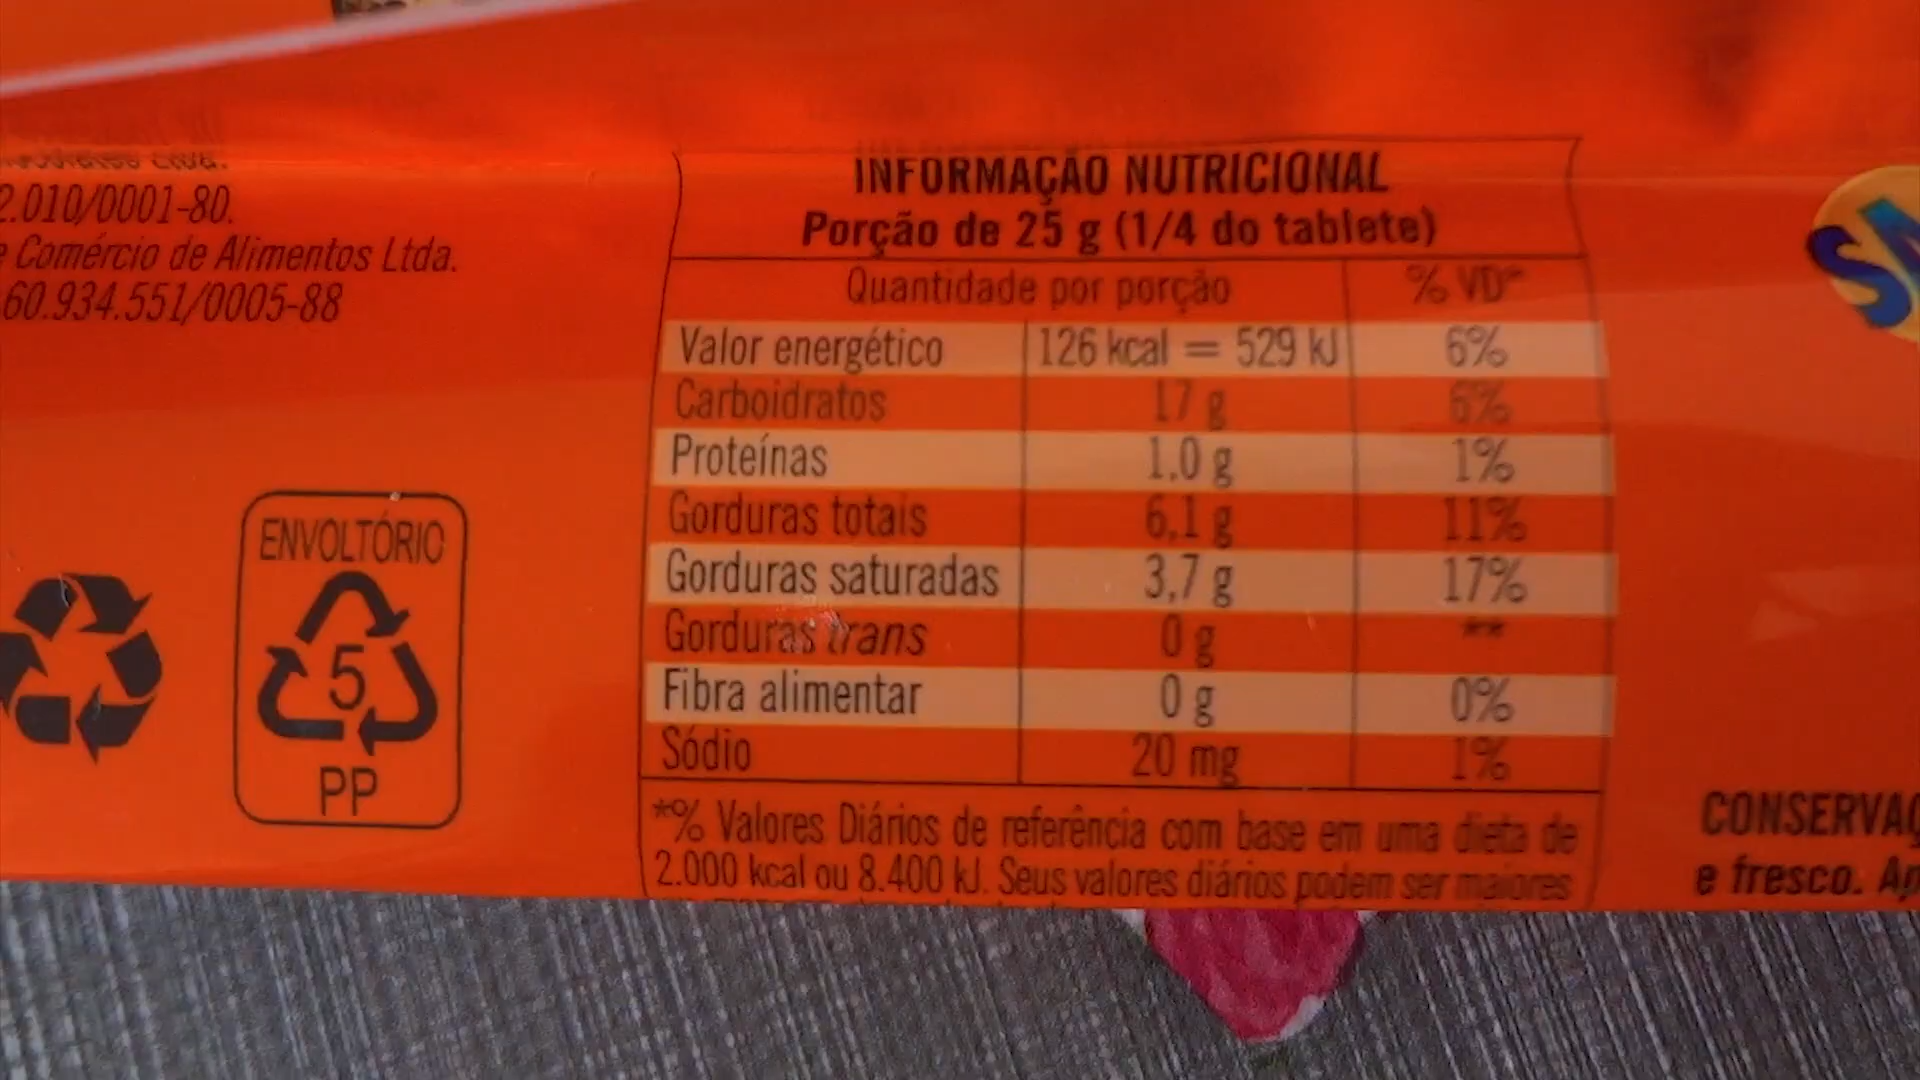 2.010/0001-80.
e Comércio de Alimentos Ltda.
60.934.551/0005-88
ENVOLTÓRIO
5
PP
INFORMAÇÃO NUTRICIONAL
Porção de 25 g (1/4 do tablete)
Quantidade por porção % VD*
Valor energético 126 kcal = 529 kJ 6%
Carboidratos 17 g 6%
Proteínas 1,0 g 1%
Gorduras totais 6,1 g 11%
Gorduras saturadas 3,7 g 17%
Gorduras trans 0 g **
Fibra alimentar 0 g 0%
Sódio 20 mg 1%
*% Valores Diários de referência com base em uma dieta de
2.000 kcal ou 8.400 kJ. Seus valores diários podem ser maiores
CONSERVAÇ
e fresco. Ap